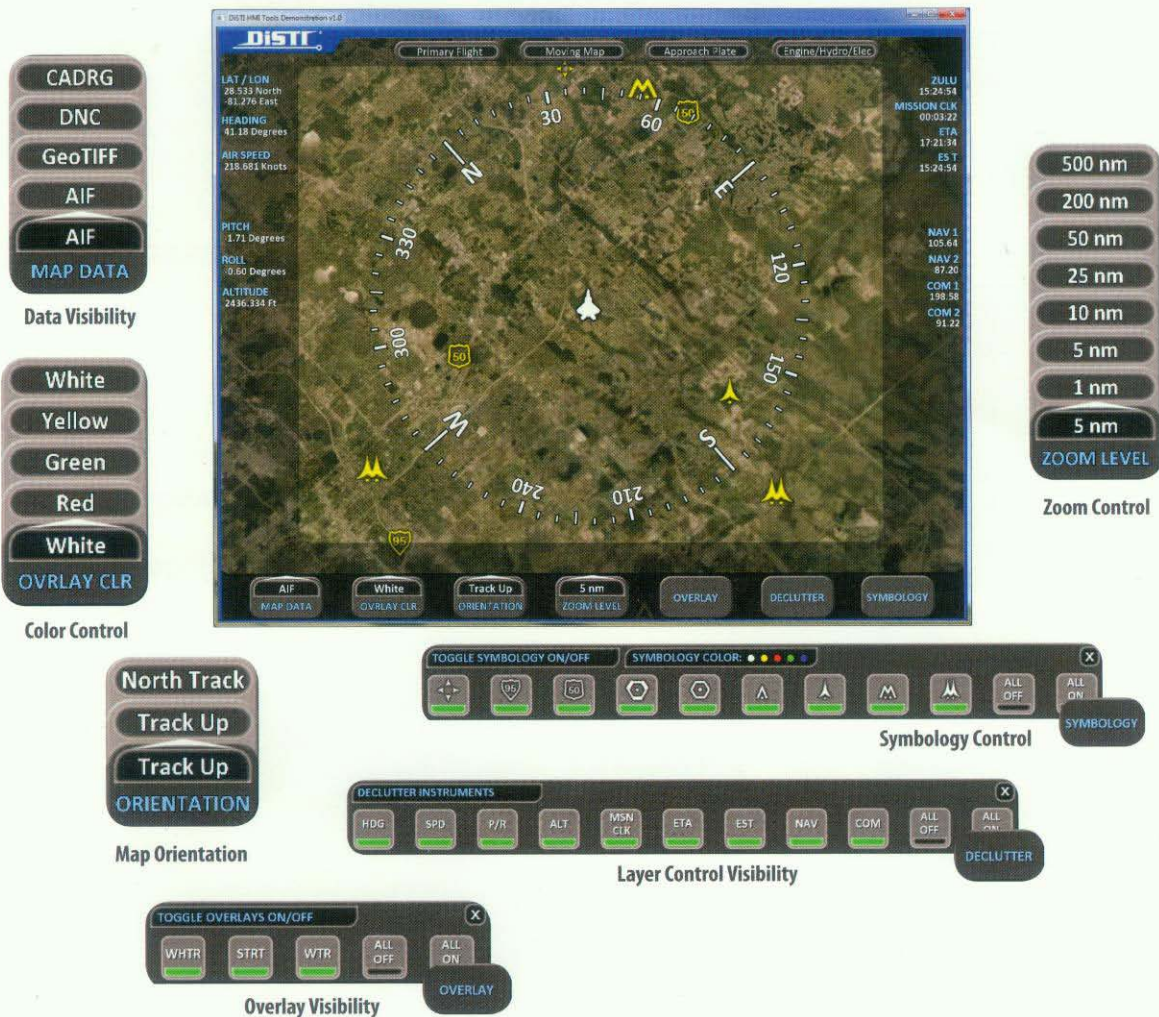 DiSTI HMI Tools Demonstration v1.0
DiSTI
Primary Flight
Moving Map
Approach Plate
Engine/Hydro/Elec
LAT / LON
28.533 North
-81.276 East
HEADING
41.18 Degrees
AIR SPEED
218.681 Knots
PITCH
1.71 Degrees
ROLL
-0.60 Degrees
ALTITUDE
2436.334 Ft
ZULU
15:24:54
MISSION CLK
00:03:22
ETA
17:21:34
ES T
15:24:54
NAV 1
105.64
NAV 2
87.20
COM 1
198.58
COM 2
91.22
N
30
60
E
120
150
S
210
240
W
300
330
50
50
95
AIF
MAP DATA
White
OVRLAY CLR
Track Up
ORIENTATION
5 nm
ZOOM LEVEL
OVERLAY
DECLUTTER
SYMBOLOGY
CADRG
DNC
GeoTIFF
AIF
AIF
MAP DATA
Data Visibility
White
Yellow
Green
Red
White
OVRLAY CLR
Color Control
North Track
Track Up
Track Up
ORIENTATION
Map Orientation
500 nm
200 nm
50 nm
25 nm
10 nm
5 nm
1 nm
5 nm
ZOOM LEVEL
Zoom Control
TOGGLE SYMBOLOGY ON/OFF
SYMBOLOGY COLOR:
X
95
50
ALL
OFF
ALL
ON
SYMBOLOGY
Symbology Control
DECLUTTER INSTRUMENTS
X
HDG
SPD
P/R
ALT
MSN
CLK
ETA
EST
NAV
COM
ALL
OFF
ALL
ON
DECLUTTER
Layer Control Visibility
TOGGLE OVERLAYS ON/OFF
X
WHTR
STRT
WTR
ALL
OFF
ALL
ON
OVERLAY
Overlay Visibility